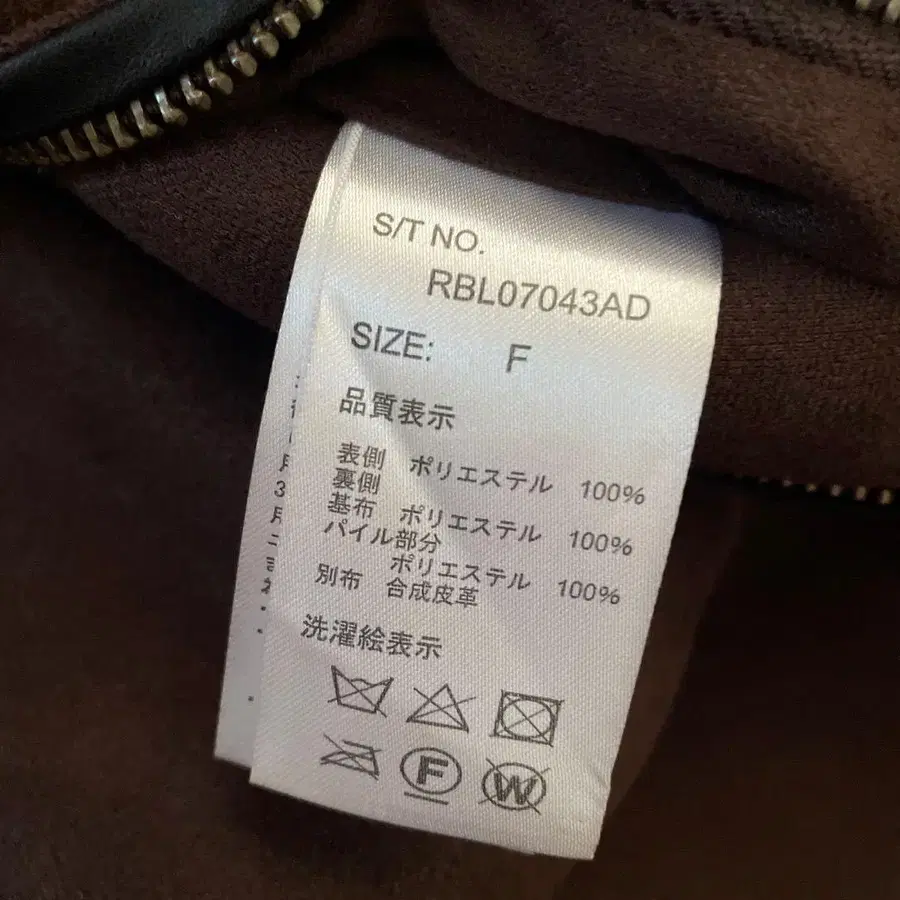 S/T NO.
RBL07043AD
SIZE: F
品質表示
表側 ポリエステル 100%
裏側
基布 ポリエステル 100%
パイル部分
ポリエステル 100%
別布 合成皮革
洗濯絵表示
F
W